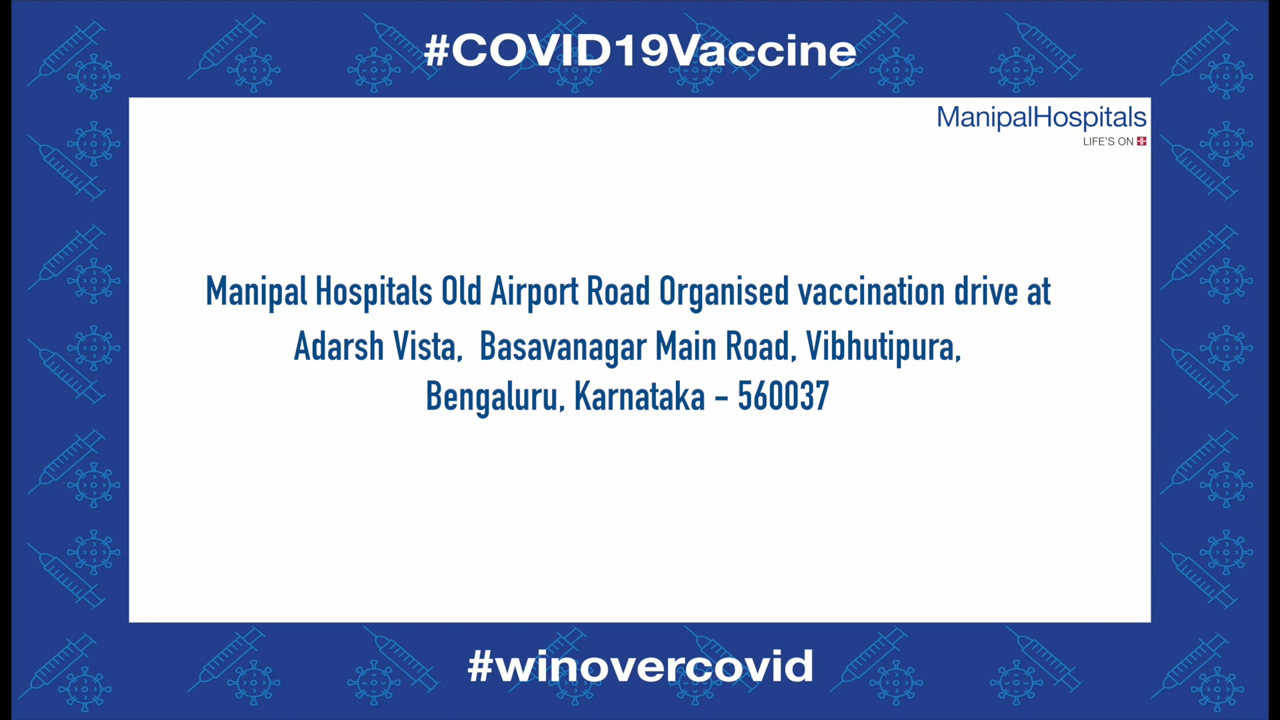 #COVID19Vaccine
ManipalHospitals
LIFE'S ON
Manipal Hospitals Old Airport Road Organised vaccination drive at
Adarsh Vista, Basavanagar Main Road, Vibhutipura,
Bengaluru, Karnataka - 560037
#winovercovid